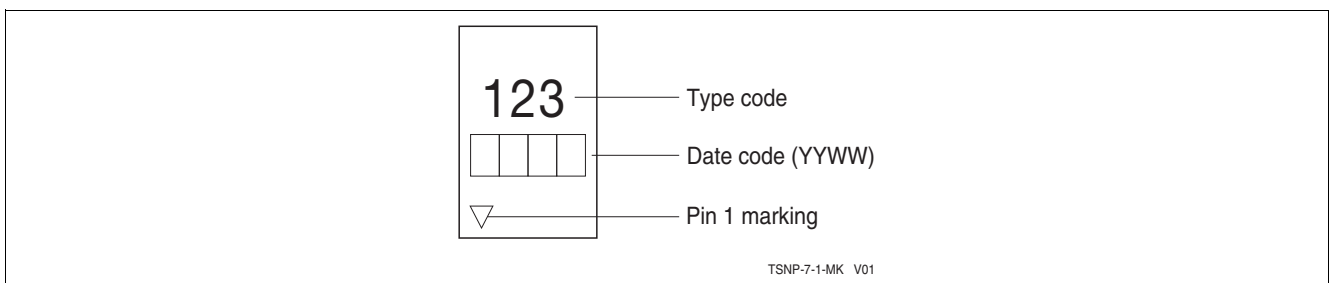 123
Type code
Date code (YYWW)
Pin 1 marking
TSNP-7-1-MK V01